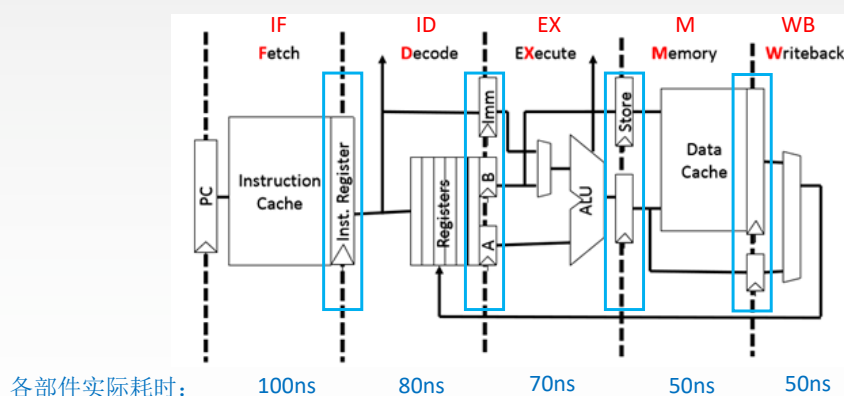 IF ID EX M WB
Fetch Decode EXecute Memory Writeback
PC
Instruction
Cache
Inst. Register
Registers
Imm
B
A
ALU
Store
Data
Cache
各部件实际耗时： 100ns 80ns 70ns 50ns 50ns